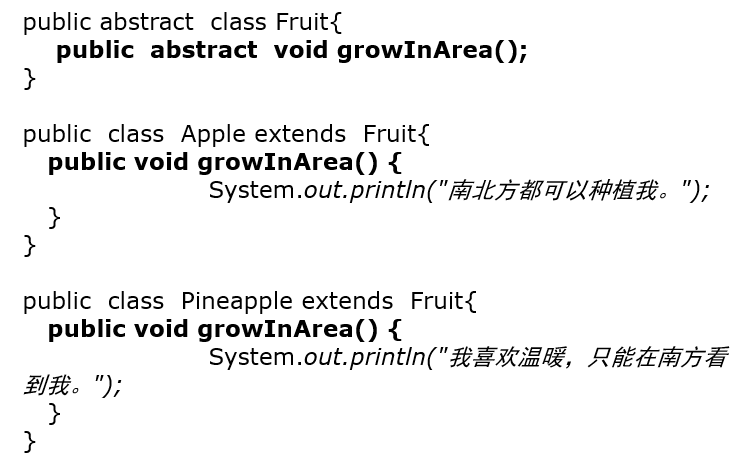 public abstract  class Fruit{
public  abstract  void growInArea();
}
public  class  Apple extends  Fruit{
public void growInArea() {
System.out.println("南北方都可以种植我。");
}
}
public  class  Pineapple extends  Fruit{
public void growInArea() {
System.out.println("我喜欢温暖，只能在南方看
到我。");
}
}